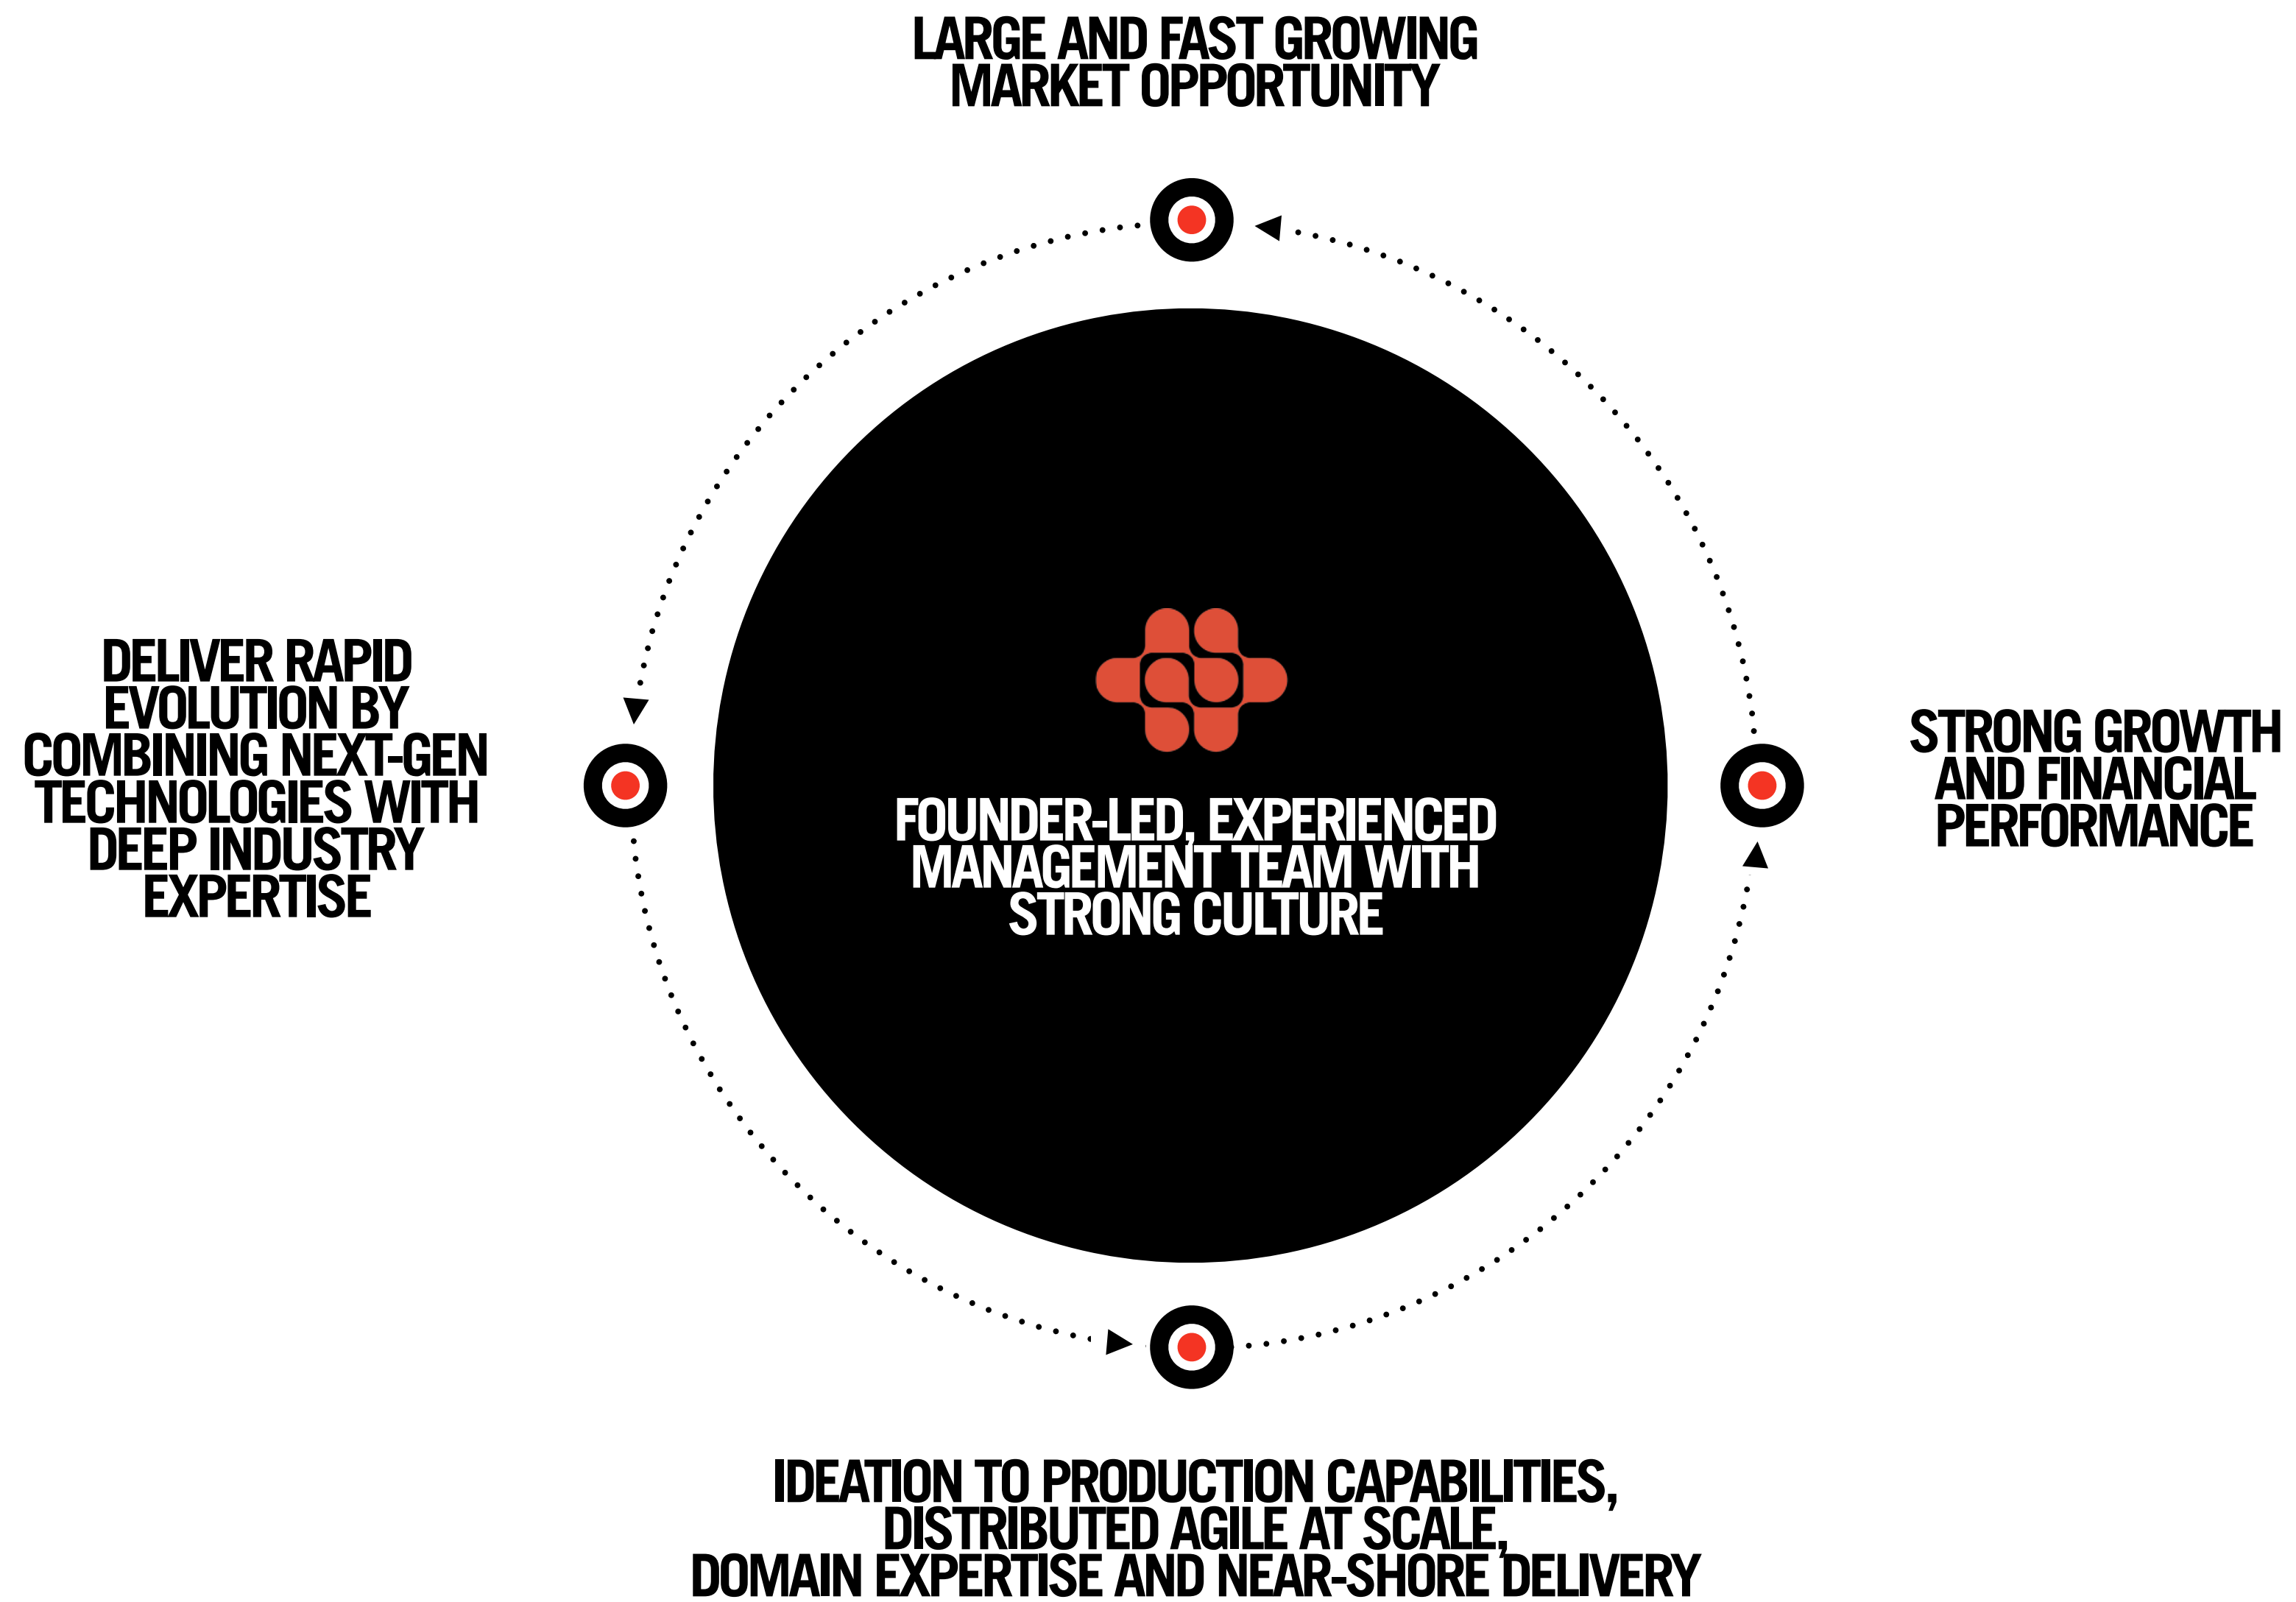 LARGE AND FAST GROWING
MARKET OPPORTUNITY
DELIVER RAPID
EVOLUTION BY
COMBINING NEXT-GEN
TECHNOLOGIES WITH
DEEP INDUSTRY
EXPERTISE
FOUNDER-LED, EXPERIENCED
MANAGEMENT TEAM WITH
STRONG CULTURE
STRONG GROWTH
AND FINANCIAL
PERFORMANCE
IDEATION TO PRODUCTION CAPABILITIES,
DISTRIBUTED AGILE AT SCALE,
DOMAIN EXPERTISE AND NEAR-SHORE DELIVERY